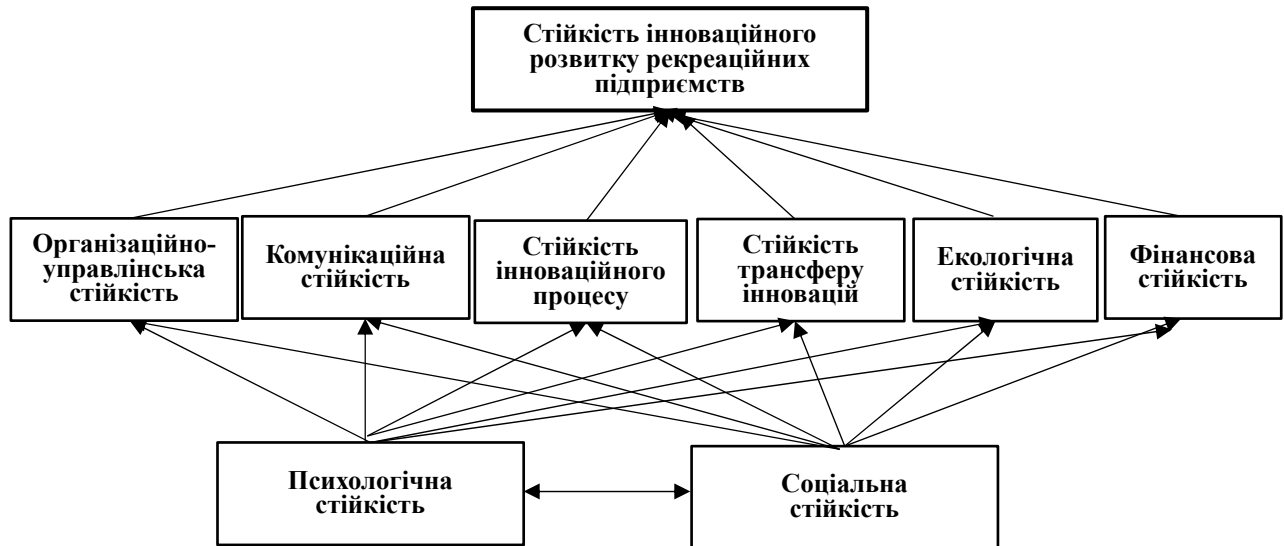 Стійкість інноваційного
розвитку рекреаційних
підприємств
Організаційно-
управлінська
стійкість
Комунікаційна
стійкість
Стійкість
інноваційного
процесу
Стійкість
трансферу
інновацій
Екологічна
стійкість
Фінансова
стійкість
Психологічна
стійкість
Соціальна
стійкість